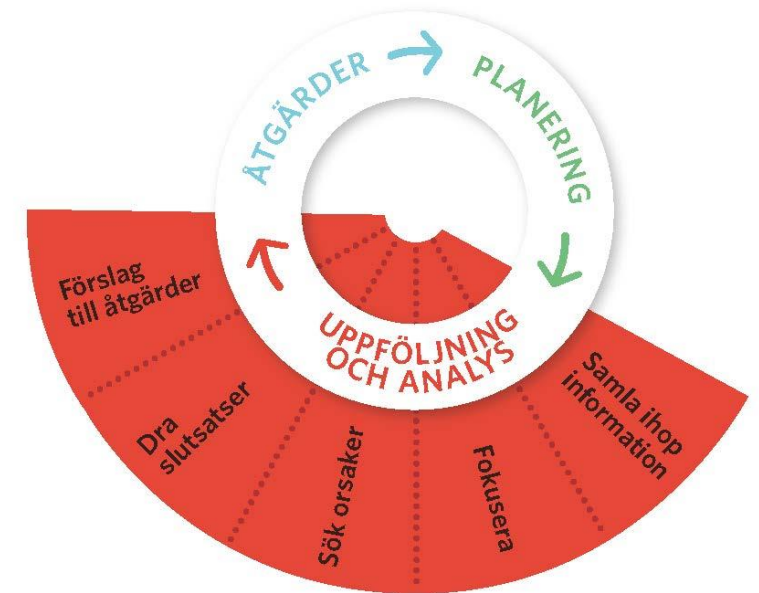 ÅTGÄRDER
PLANERING
UPPFÖLJNING
OCH ANALYS
Samla ihop
information
Fokusera
Sök orsaker
Dra
slutsatser
Förslag
till åtgärder